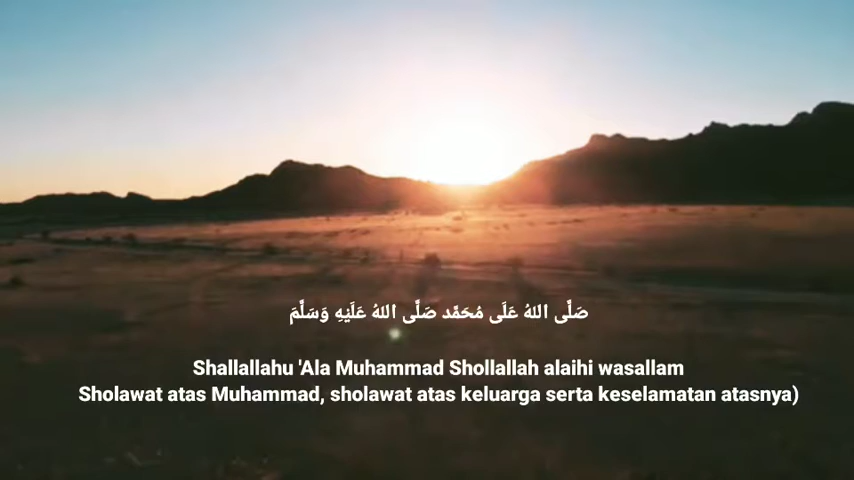 صَلَّى اللهُ عَلَى مُحَمَّد صَلَّى اللهُ عَلَيْهِ وَسَلَّمَ
Shallallahu 'Ala Muhammad Shollallah alaihi wasallam
Sholawat atas Muhammad, sholawat atas keluarga serta keselamatan atasnya)